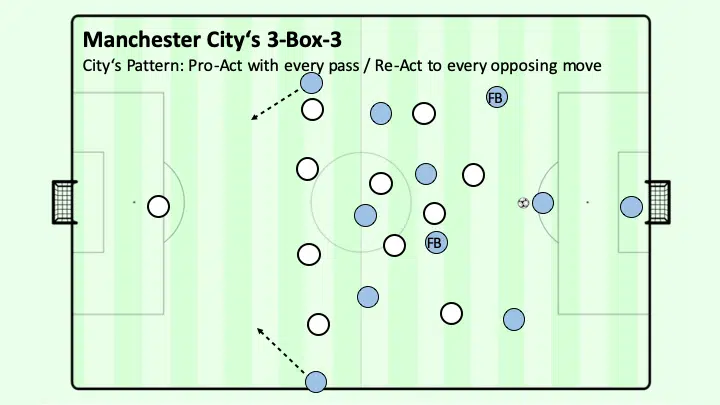 Manchester City‘s 3-Box-3
City‘s Pattern: Pro-Act with every pass / Re-Act to every opposing move
FB
FB